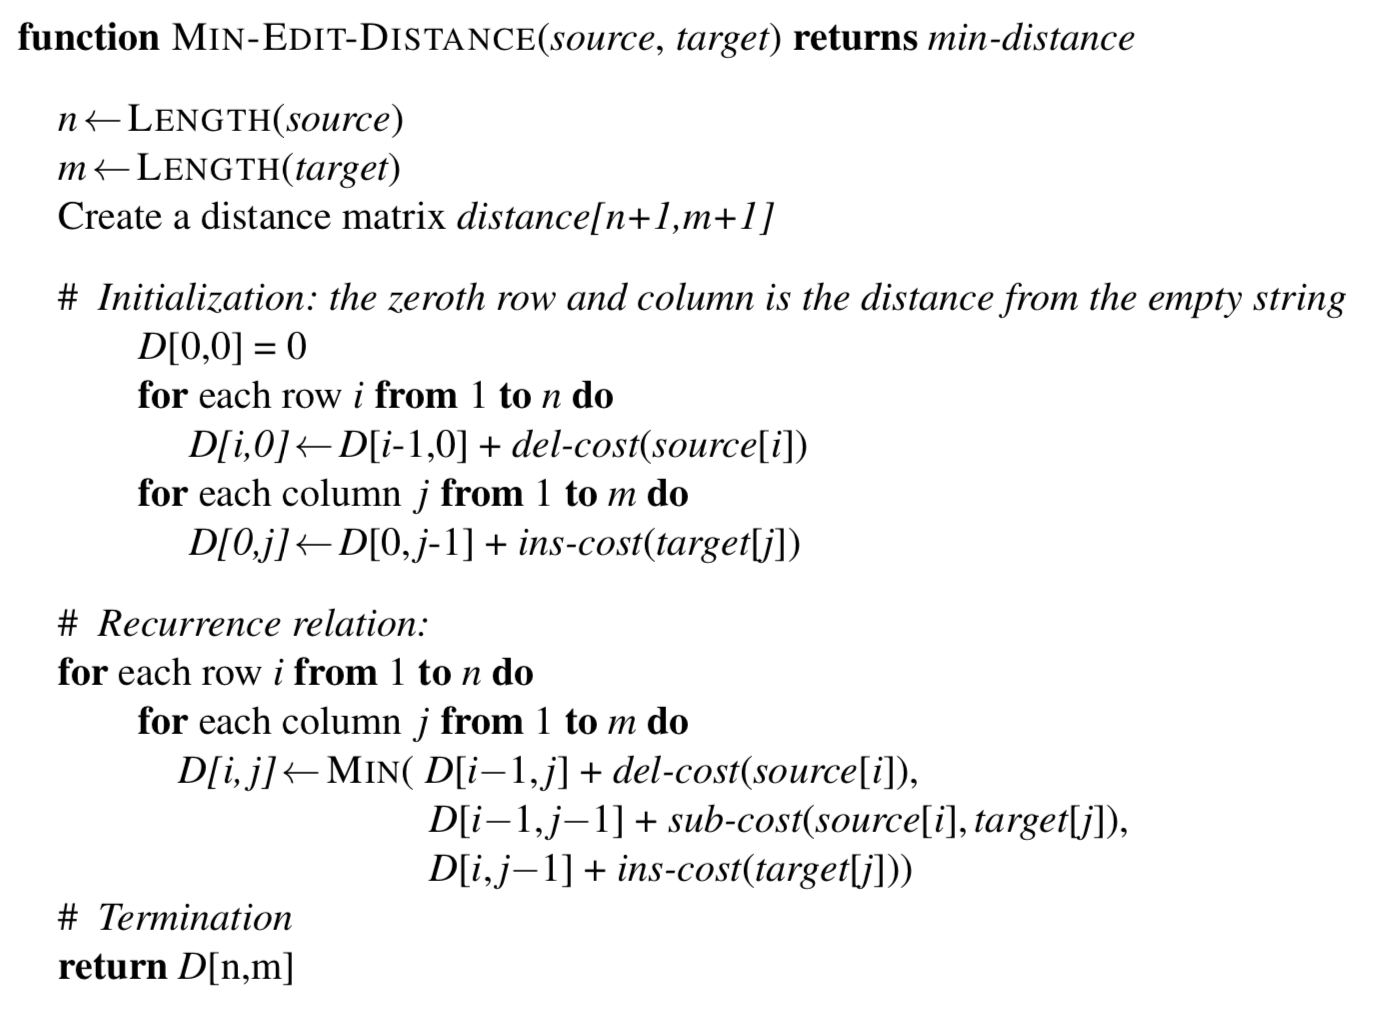 function MIN-EDIT-DISTANCE(source, target) returns min-distance
n←LENGTH(source)
m←LENGTH(target)
Create a distance matrix distance[n+1,m+1]
# Initialization: the zeroth row and column is the distance from the empty string
D[0,0] = 0
for each row i from 1 to n do
D[i,0]←D[i-1,0] + del-cost(source[i])
for each column j from 1 to m do
D[0,j]←D[0,j-1] + ins-cost(target[j])
# Recurrence relation:
for each row i from 1 to n do
for each column j from 1 to m do
D[i,j]←MIN( D[i−1,j] + del-cost(source[i]),
D[i−1,j−1] + sub-cost(source[i],target[j]),
D[i,j−1] + ins-cost(target[j]))
# Termination
return D[n,m]